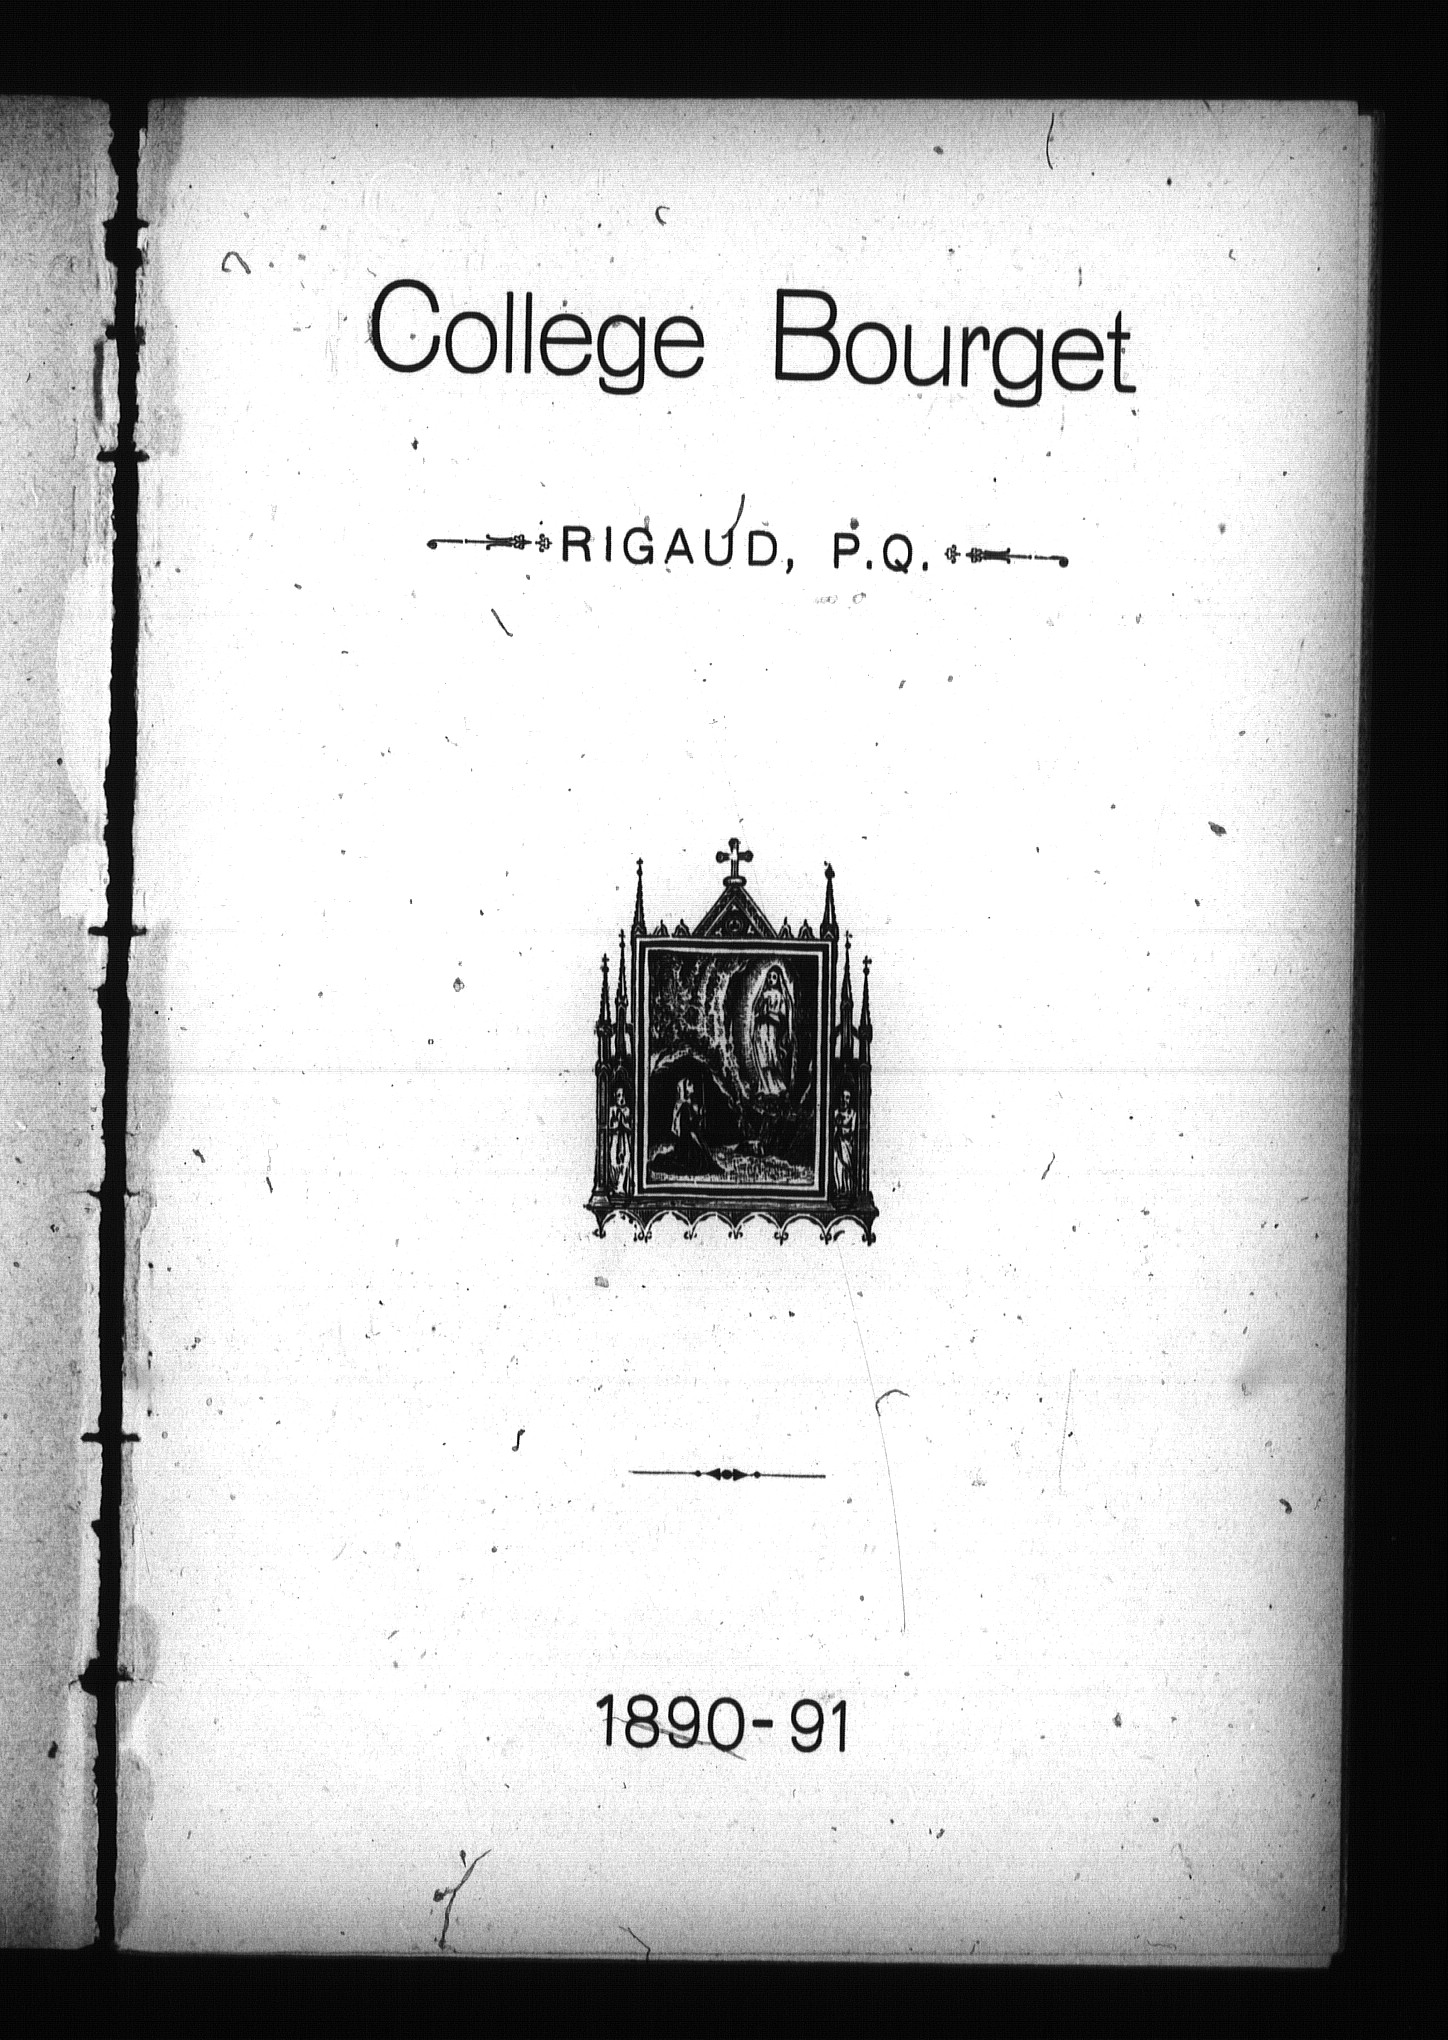 College Bourget
RIGAUD, P.Q.
1890-91